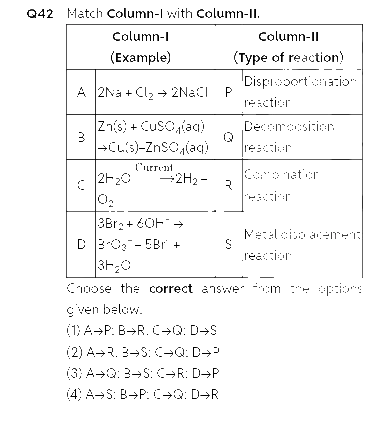 Q42 Match Column-I with Column-II.
Column-I Column-II
(Example) (Type of reaction)
A 2Na + Cl₂ → 2NaCl P Disproportionation
reaction
B Zn(s) + CuSO₄(aq) Q Decomposition
→Cu(s)-ZnSO₄(aq) reaction
C 2H₂O Current → 2H₂ – R Combination
O₂ reaction
3Br₂ + 6OH⁻ →
D BrO₃⁻ – 5Br⁻ + S Metal displacement
3H₂O reaction
Choose the correct answer from the options
given below:
(1) A→P: B→R: C→Q: D→S
(2) A→R: B→S: C→Q: D→P
(3) A→Q: B→S: C→R: D→P
(4) A→S: B→P: C→Q: D→R